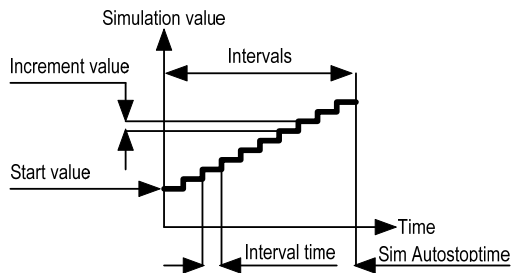 Simulation value
Intervals
Increment value
Start value
Time
Interval time
Sim Autostoptime